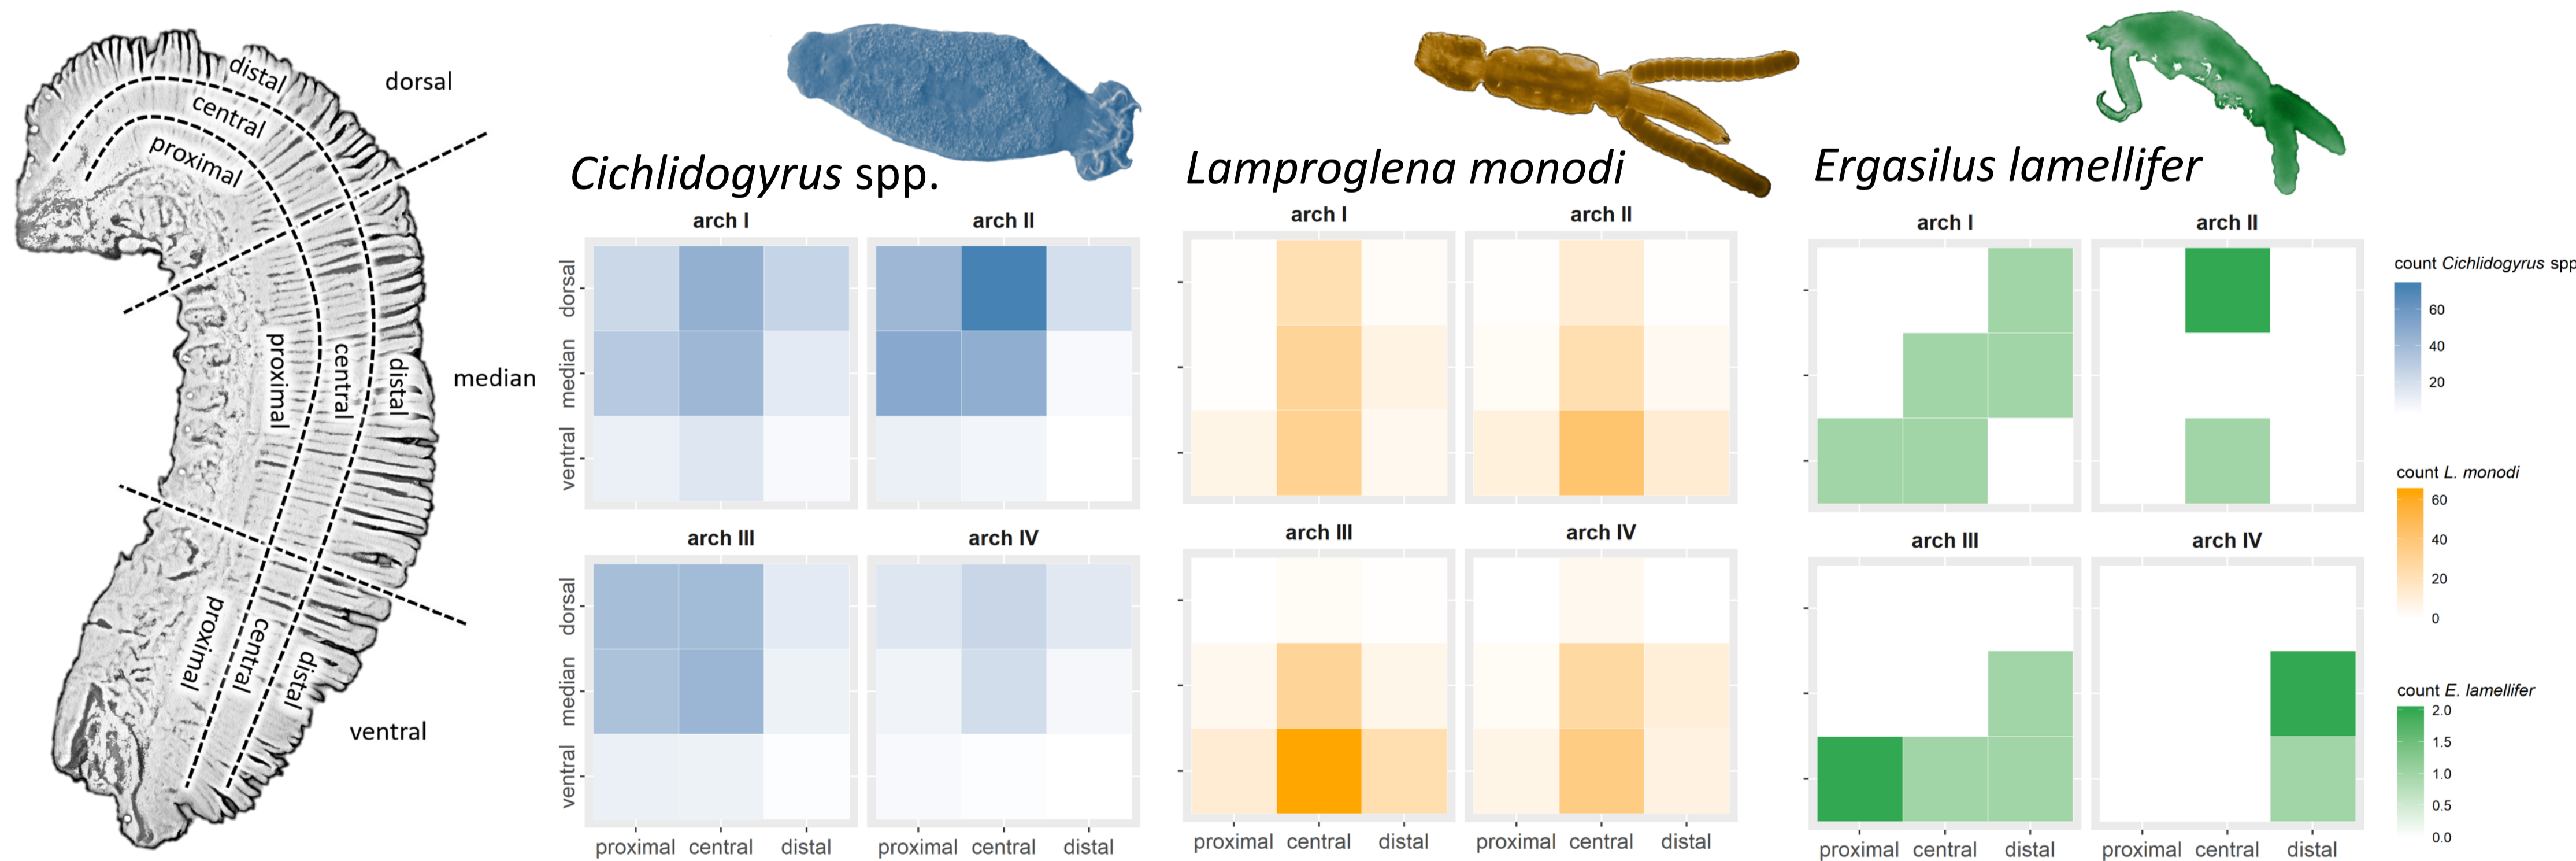 distal
central
proximal
dorsal
proximal
central
distal
median
proximal
central
distal
ventral
Cichlidogyrus spp.
arch I
arch II
dorsal
median
ventral
arch III
arch IV
dorsal
median
ventral
proximal central distal
proximal central distal
Lamproglena monodi
arch I
arch II
arch III
arch IV
proximal central distal
proximal central distal
Ergasilus lamellifer
arch I
arch II
arch III
arch IV
proximal central distal
proximal central distal
count Cichlidogyrus spp
60
40
20
count L. monodi
60
40
20
0
count E. lamellifer
2.0
1.5
1.0
0.5
0.0